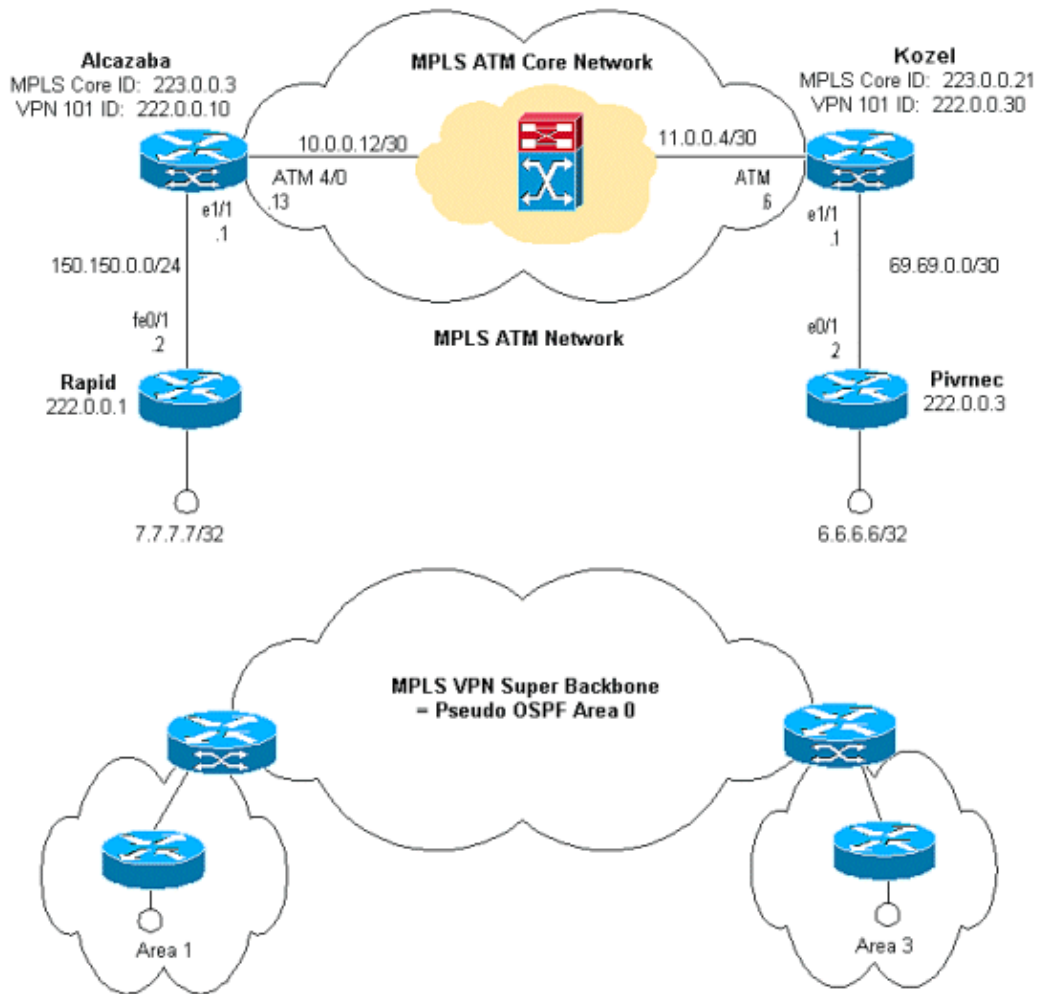 Alcazaba
MPLS Core ID: 223.0.0.3
VPN 101 ID: 222.0.0.10
MPLS ATM Core Network
Kozel
MPLS Core ID: 223.0.0.21
VPN 101 ID: 222.0.0.30
10.0.0.12/30
11.0.0.4/30
ATM 4/0
.13
ATM
.6
e1/1
.1
e1/1
.1
150.150.0.0/24
69.69.0.0/30
fe0/1
.2
MPLS ATM Network
e0/1
.2
Rapid
222.0.0.1
Pivrnec
222.0.0.3
7.7.7.7/32
6.6.6.6/32
MPLS VPN Super Backbone
= Pseudo OSPF Area 0
Area 1
Area 3